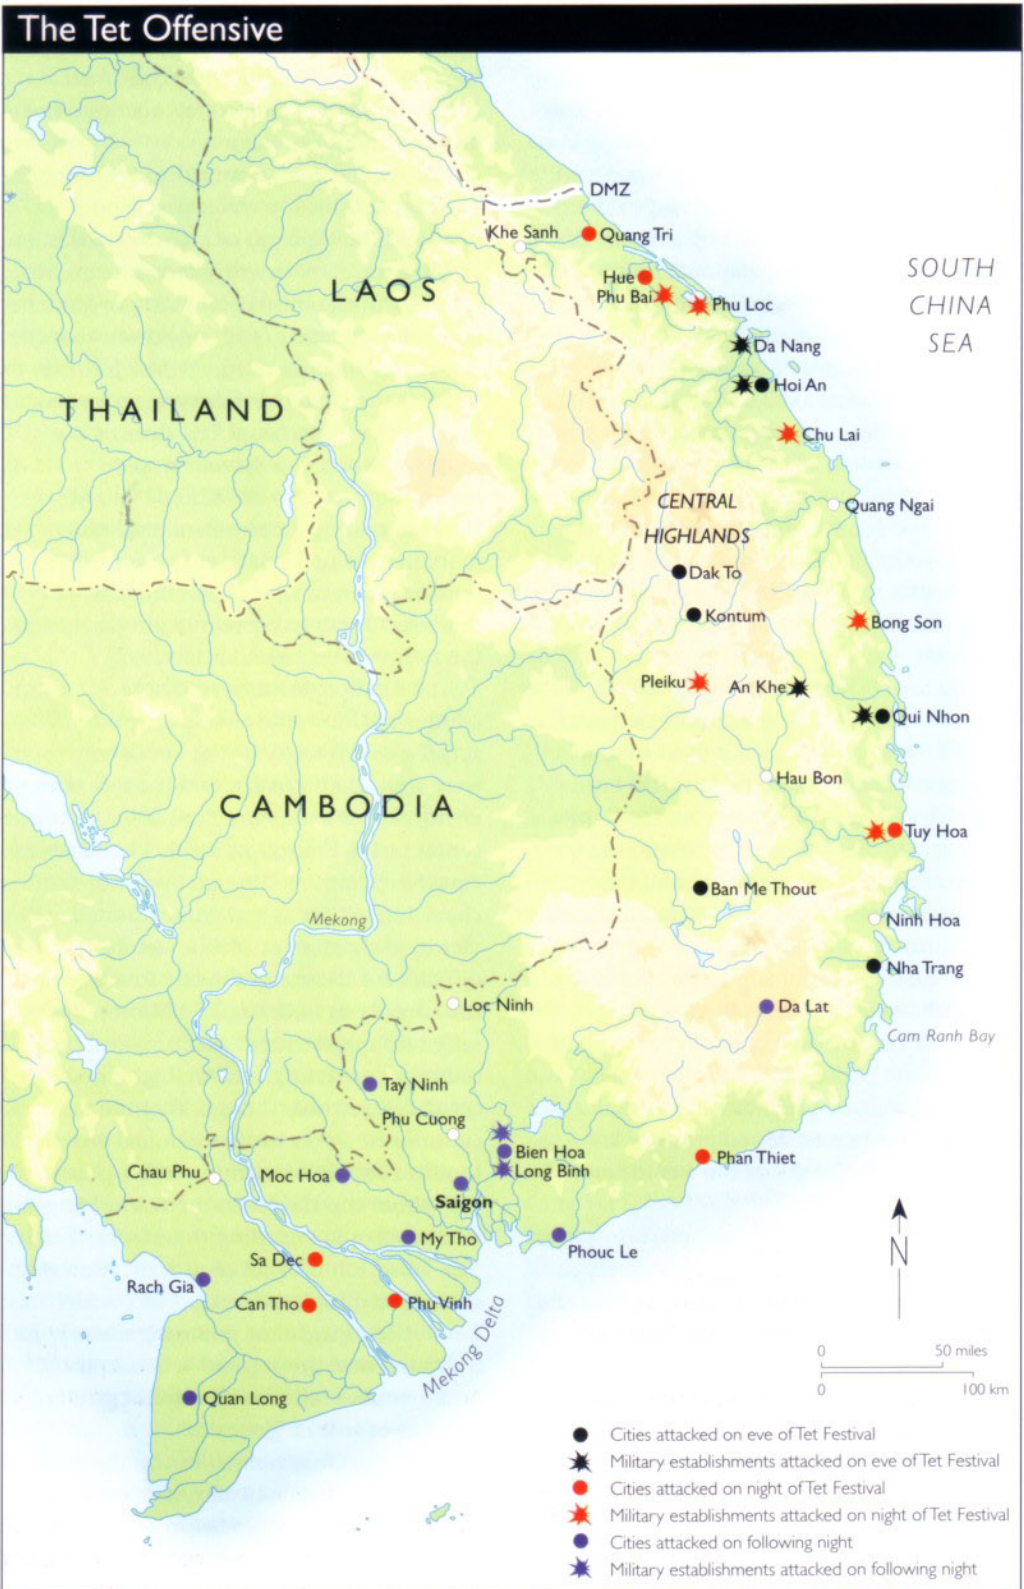 The Tet Offensive
DMZ
Khe Sanh
Quang Tri
Hue
Phu Bai
Phu Loc
SOUTH
CHINA
SEA
LAOS
Da Nang
Hoi An
THAILAND
Chu Lai
CENTRAL
HIGHLANDS
Quang Ngai
Dak To
Kontum
Bong Son
Pleiku
An Khe
Qui Nhon
Hau Bon
CAMBODIA
Tuy Hoa
Ban Me Thout
Mekong
Ninh Hoa
Nha Trang
Loc Ninh
Da Lat
Cam Ranh Bay
Tay Ninh
Phu Cuong
Bien Hoa
Long Binh
Phan Thiet
Chau Phu
Moc Hoa
Saigon
My Tho
Phouc Le
Sa Dec
Rach Gia
Can Tho
Phu Vinh
Mekong Delta
N
Quan Long
0 50 miles
0 100 km
Cities attacked on eve of Tet Festival
Military establishments attacked on eve of Tet Festival
Cities attacked on night of Tet Festival
Military establishments attacked on night of Tet Festival
Cities attacked on following night
Military establishments attacked on following night